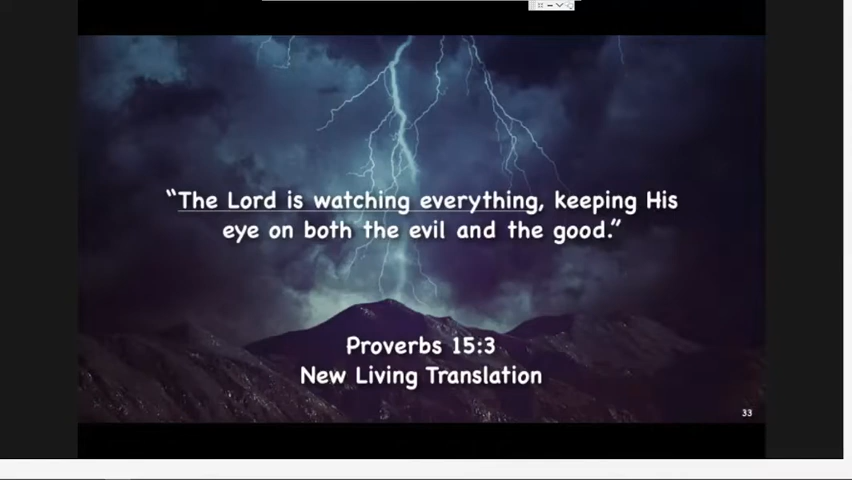 “The Lord is watching everything, keeping His
eye on both the evil and the good.”
Proverbs 15:3
New Living Translation
33